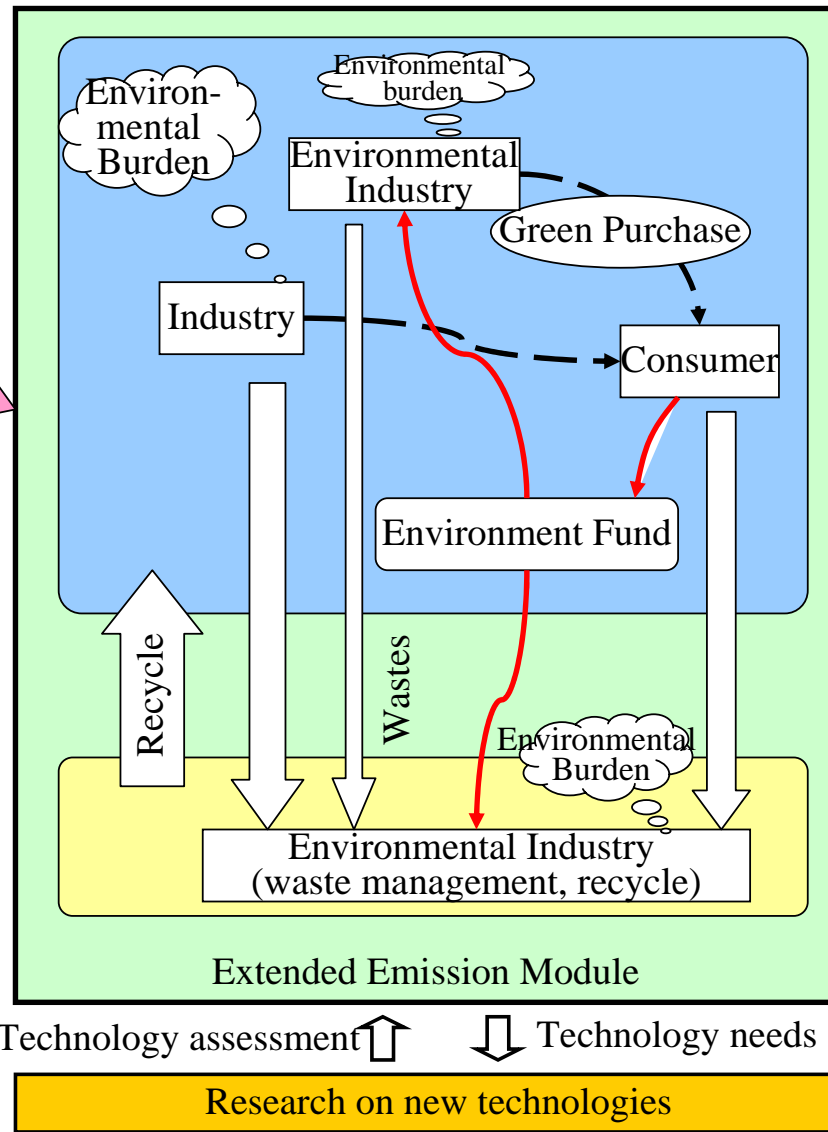 Environmental
burden
Environ-
mental
Burden
Environmental
Industry
Green Purchase
Industry
Consumer
Environment Fund
Recycle
Wastes
Environmental
Burden
Environmental Industry
(waste management, recycle)
Extended Emission Module
Technology assessment
Technology needs
Research on new technologies